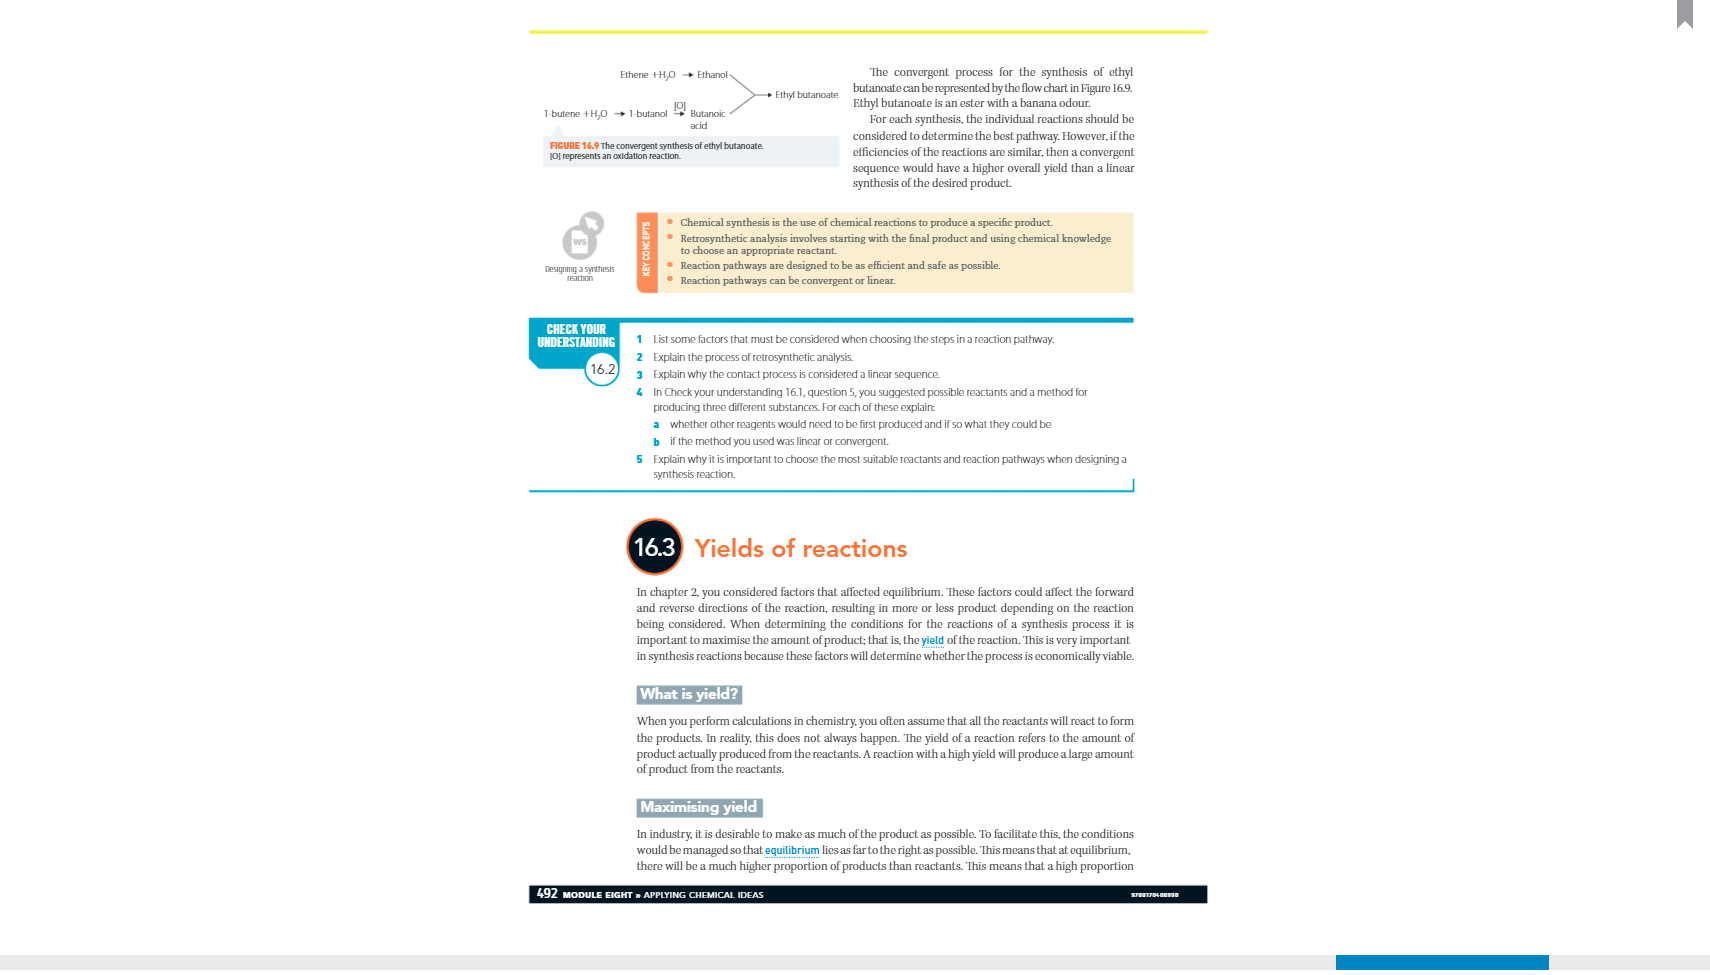 Ethene + H₂O → Ethanol
→ Ethyl butanoate
1-butene + H₂O → 1-butanol [O] → Butanoic
acid
FIGURE 16.9 The convergent synthesis of ethyl butanoate.
[O] represents an oxidation reaction.
The convergent process for the synthesis of ethyl
butanoate can be represented by the flow chart in Figure 16.9.
Ethyl butanoate is an ester with a banana odour.
For each synthesis, the individual reactions should be
considered to determine the best pathway. However, if the
efficiencies of the reactions are similar, then a convergent
sequence would have a higher overall yield than a linear
synthesis of the desired product.
WS
Designing a synthesis
reaction
KEY CONCEPTS
• Chemical synthesis is the use of chemical reactions to produce a specific product.
• Retrosynthetic analysis involves starting with the final product and using chemical knowledge
to choose an appropriate reactant.
• Reaction pathways are designed to be as efficient and safe as possible.
• Reaction pathways can be convergent or linear.
CHECK YOUR
UNDERSTANDING
16.2
1 List some factors that must be considered when choosing the steps in a reaction pathway.
2 Explain the process of retrosynthetic analysis.
3 Explain why the contact process is considered a linear sequence.
4 In Check your understanding 16.1, question 5, you suggested possible reactants and a method for
producing three different substances. For each of these explain:
a whether other reagents would need to be first produced and if so what they could be
b if the method you used was linear or convergent.
5 Explain why it is important to choose the most suitable reactants and reaction pathways when designing a
synthesis reaction.
16.3 Yields of reactions
In chapter 2, you considered factors that affected equilibrium. These factors could affect the forward
and reverse directions of the reaction, resulting in more or less product depending on the reaction
being considered. When determining the conditions for the reactions of a synthesis process it is
important to maximise the amount of product; that is, the yield of the reaction. This is very important
in synthesis reactions because these factors will determine whether the process is economically viable.
What is yield?
When you perform calculations in chemistry, you often assume that all the reactants will react to form
the products. In reality, this does not always happen. The yield of a reaction refers to the amount of
product actually produced from the reactants. A reaction with a high yield will produce a large amount
of product from the reactants.
Maximising yield
In industry, it is desirable to make as much of the product as possible. To facilitate this, the conditions
would be managed so that equilibrium lies as far to the right as possible. This means that at equilibrium,
there will be a much higher proportion of products than reactants. This means that a high proportion
492 MODULE EIGHT » APPLYING CHEMICAL IDEAS
9780170408998